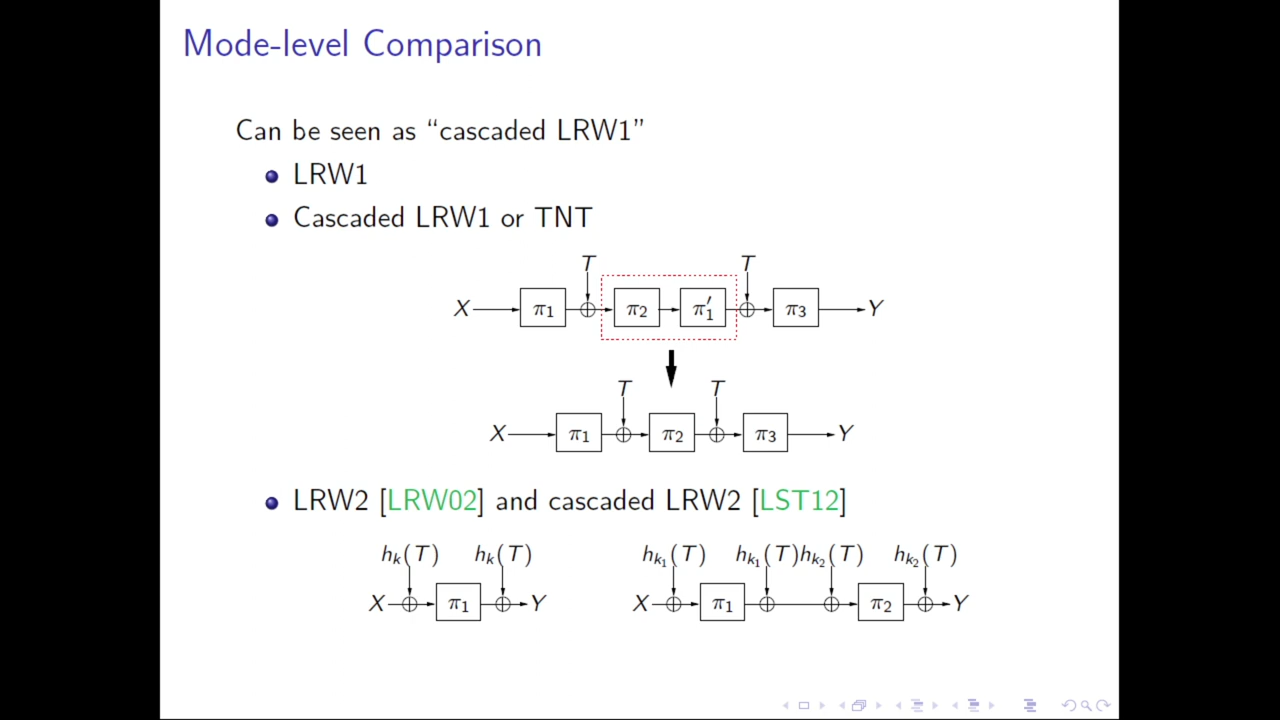 Mode-level Comparison
Can be seen as “cascaded LRW1”
LRW1
Cascaded LRW1 or TNT
T T
X π₁ ⊕ π₂ π′₁ ⊕ π₃ Y
T T
X π₁ ⊕ π₂ ⊕ π₃ Y
LRW2 [LRW02] and cascaded LRW2 [LST12]
hₖ(T) hₖ(T) hₖ₁(T) hₖ₁(T) hₖ₂(T) hₖ₂(T)
X ⊕ π₁ ⊕ Y X ⊕ π₁ ⊕ ⊕ π₂ ⊕ Y